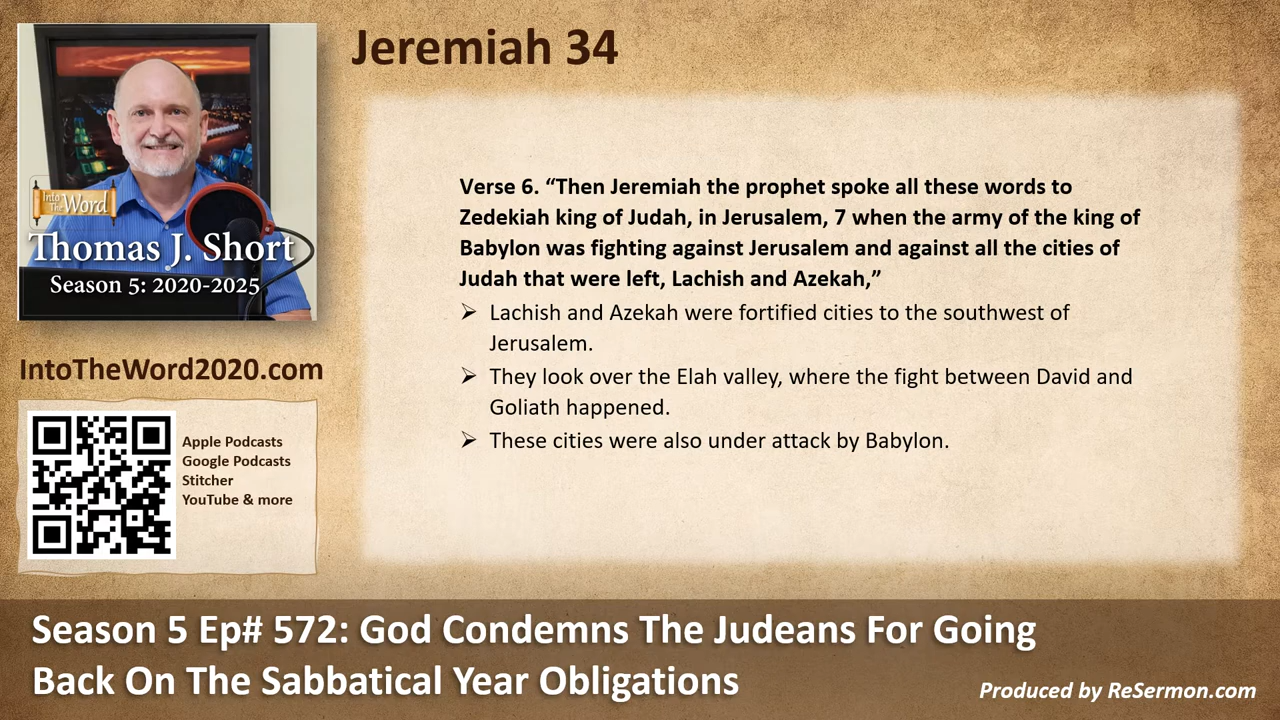 Jeremiah 34
Into
The Word
Thomas J. Short
Season 5: 2020-2025
IntoTheWord2020.com
Apple Podcasts
Google Podcasts
Stitcher
YouTube & more
Verse 6. “Then Jeremiah the prophet spoke all these words to
Zedekiah king of Judah, in Jerusalem, 7 when the army of the king of
Babylon was fighting against Jerusalem and against all the cities of
Judah that were left, Lachish and Azekah,”
➢ Lachish and Azekah were fortified cities to the southwest of
Jerusalem.
➢ They look over the Elah valley, where the fight between David and
Goliath happened.
➢ These cities were also under attack by Babylon.
Season 5 Ep# 572: God Condemns The Judeans For Going
Back On The Sabbatical Year Obligations
Produced by ReSermon.com